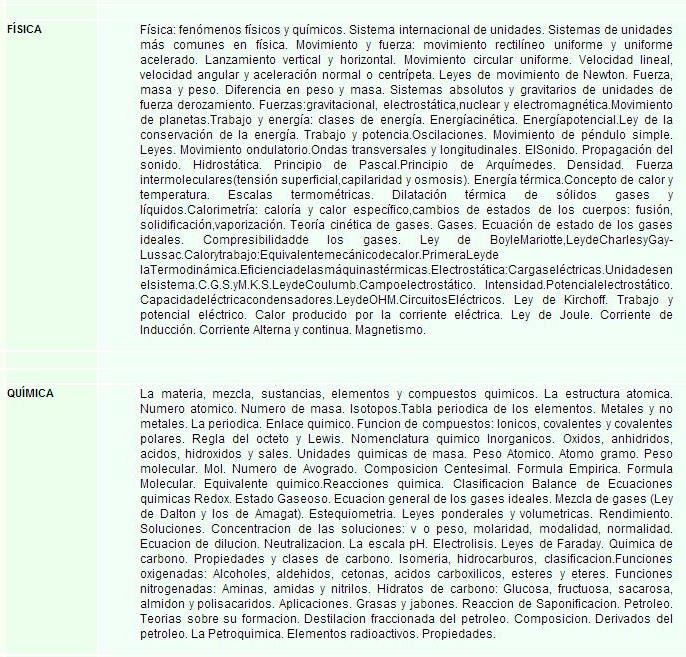 FÍSICA
Física: fenómenos físicos y químicos. Sistema internacional de unidades. Sistemas de unidades
más comunes en física. Movimiento y fuerza: movimiento rectilíneo uniforme y uniforme
acelerado. Lanzamiento vertical y horizontal. Movimiento circular uniforme. Velocidad lineal,
velocidad angular y aceleración normal o centrípeta. Leyes de movimiento de Newton. Fuerza,
masa y peso. Diferencia en peso y masa. Sistemas absolutos y gravitarios de unidades de
fuerza derozamiento. Fuerzas:gravitacional, electrostática,nuclear y electromagnética.Movimiento
de planetas.Trabajo y energía: clases de energía. Energíacinética. Energíapotencial.Ley de la
conservación de la energía. Trabajo y potencia.Oscilaciones. Movimiento de péndulo simple.
Leyes. Movimiento ondulatorio.Ondas transversales y longitudinales. ElSonido. Propagación del
sonido. Hidrostática. Principio de Pascal.Principio de Arquímedes. Densidad. Fuerza
intermoleculares(tensión superficial,capilaridad y osmosis). Energía térmica.Concepto de calor y
temperatura. Escalas termométricas. Dilatación térmica de sólidos gases y
líquidos.Calorimetría: caloría y calor específico,cambios de estados de los cuerpos: fusión,
solidificación,vaporización. Teoría cinética de gases. Gases. Ecuación de estado de los gases
ideales. Compresibilidadde los gases. Ley de BoyleMariotte,LeydeCharlesyGay-
Lussac.Calorytrabajo:Equivalentemecánicodecalor.PrimeraLeyde
laTermodinámica.Eficienciadelasmáquinastérmicas.Electrostática:Cargaseléctricas.Unidadesen
elsistema.C.G.S.yM.K.S.LeydeCoulumb.Campoelectrostático. Intensidad.Potencialelectrostático.
Capacidadeléctricacondensadores.LeydeOHM.CircuitosEléctricos. Ley de Kirchoff. Trabajo y
potencial eléctrico. Calor producido por la corriente eléctrica. Ley de Joule. Corriente de
Inducción. Corriente Alterna y continua. Magnetismo.
QUÍMICA
La materia, mezcla, sustancias, elementos y compuestos quimicos. La estructura atomica.
Numero atomico. Numero de masa. Isotopos.Tabla periodica de los elementos. Metales y no
metales. La periodica. Enlace quimico. Funcion de compuestos: Ionicos, covalentes y covalentes
polares. Regla del octeto y Lewis. Nomenclatura quimico Inorganicos. Oxidos, anhidridos,
acidos, hidroxidos y sales. Unidades quimicas de masa. Peso Atomico. Atomo gramo. Peso
molecular. Mol. Numero de Avogrado. Composicion Centesimal. Formula Empirica. Formula
Molecular. Equivalente quimico.Reacciones quimica. Clasificacion Balance de Ecuaciones
quimicas Redox. Estado Gaseoso. Ecuacion general de los gases ideales. Mezcla de gases (Ley
de Dalton y los de Amagat). Estequiometria. Leyes ponderales y volumetricas. Rendimiento.
Soluciones. Concentracion de las soluciones: v o peso, molaridad, modalidad, normalidad.
Ecuacion de dilucion. Neutralizacion. La escala pH. Electrolisis. Leyes de Faraday. Quimica de
carbono. Propiedades y clases de carbono. Isomeria, hidrocarburos, clasificacion.Funciones
oxigenadas: Alcoholes, aldehidos, cetonas, acidos carboxilicos, esteres y eteres. Funciones
nitrogenadas: Aminas, amidas y nitrilos. Hidratos de carbono: Glucosa, fructuosa, sacarosa,
almidon y polisacaridos. Aplicaciones. Grasas y jabones. Reaccion de Saponificacion. Petroleo.
Teorias sobre su formacion. Destilacion fraccionada del petroleo. Composicion. Derivados del
petroleo. La Petroquimica. Elementos radioactivos. Propiedades.